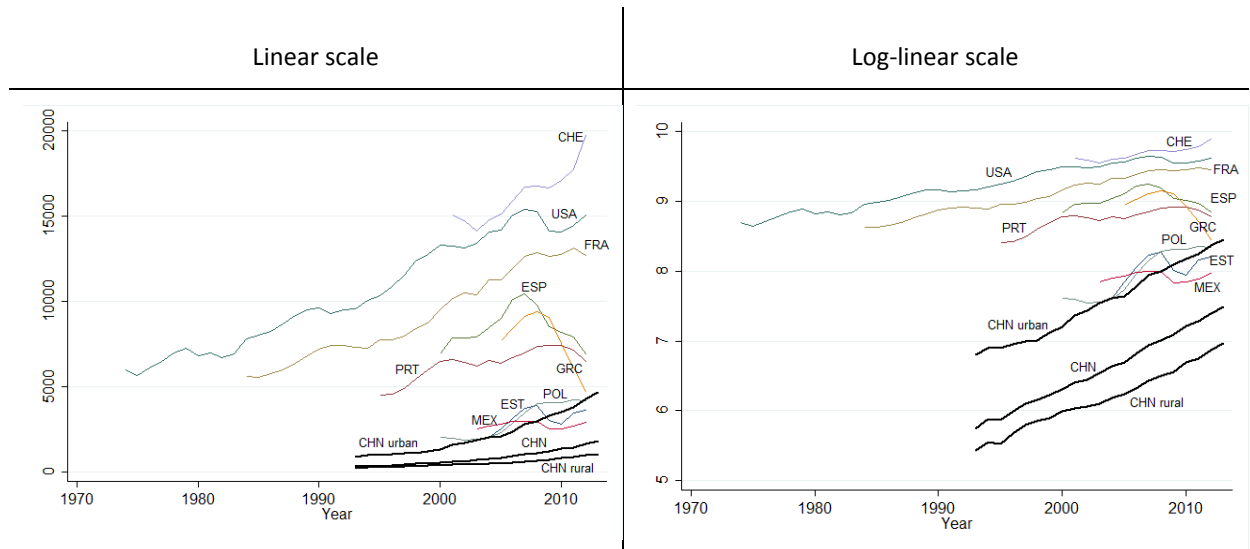 Linear scale
Log-linear scale
20000
15000
10000
5000
0
CHE
USA
FRA
ESP
PRT
GRC
POL
EST
MEX
CHN urban
CHN
CHN rural
1970
1980
1990
2000
2010
Year
10
9
8
7
6
5
CHE
USA
FRA
ESP
PRT
GRC
POL
EST
MEX
CHN urban
CHN
CHN rural
1970
1980
1990
2000
2010
Year